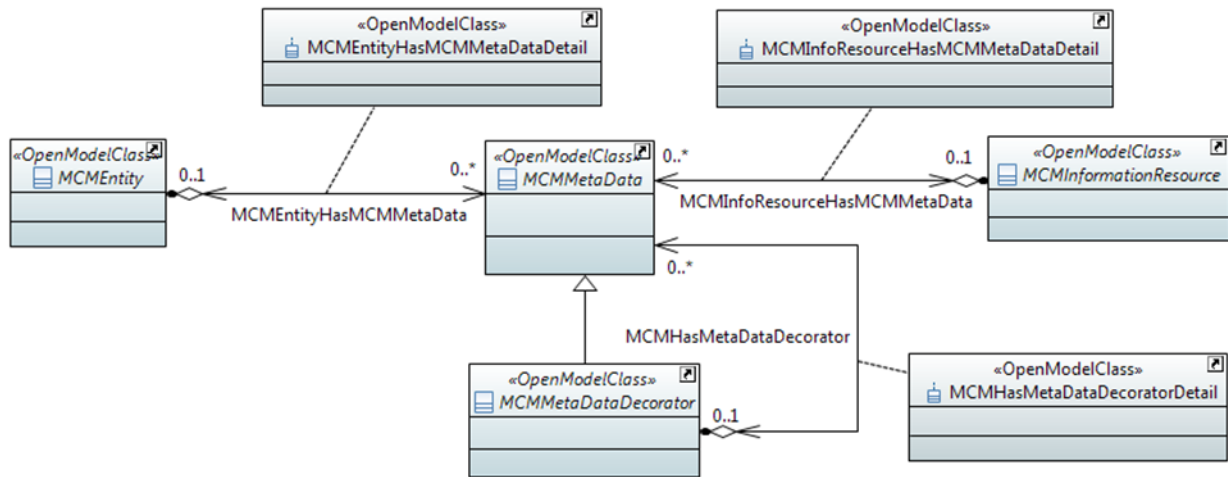 «OpenModelClass»
MCMEntityHasMCMMetaDataDetail
«OpenModelClass»
MCMInfoResourceHasMCMMetaDataDetail
«OpenModelClass»
MCMEntity
0..1
0..*
«OpenModelClass»
MCMMetaData
0..*
0..1
«OpenModelClass»
MCMInformationResource
MCMEntityHasMCMMetaData
MCMInfoResourceHasMCMMetaData
0..*
MCMHasMetaDataDecorator
«OpenModelClass»
MCMMetaDataDecorator
0..1
«OpenModelClass»
MCMHasMetaDataDecoratorDetail